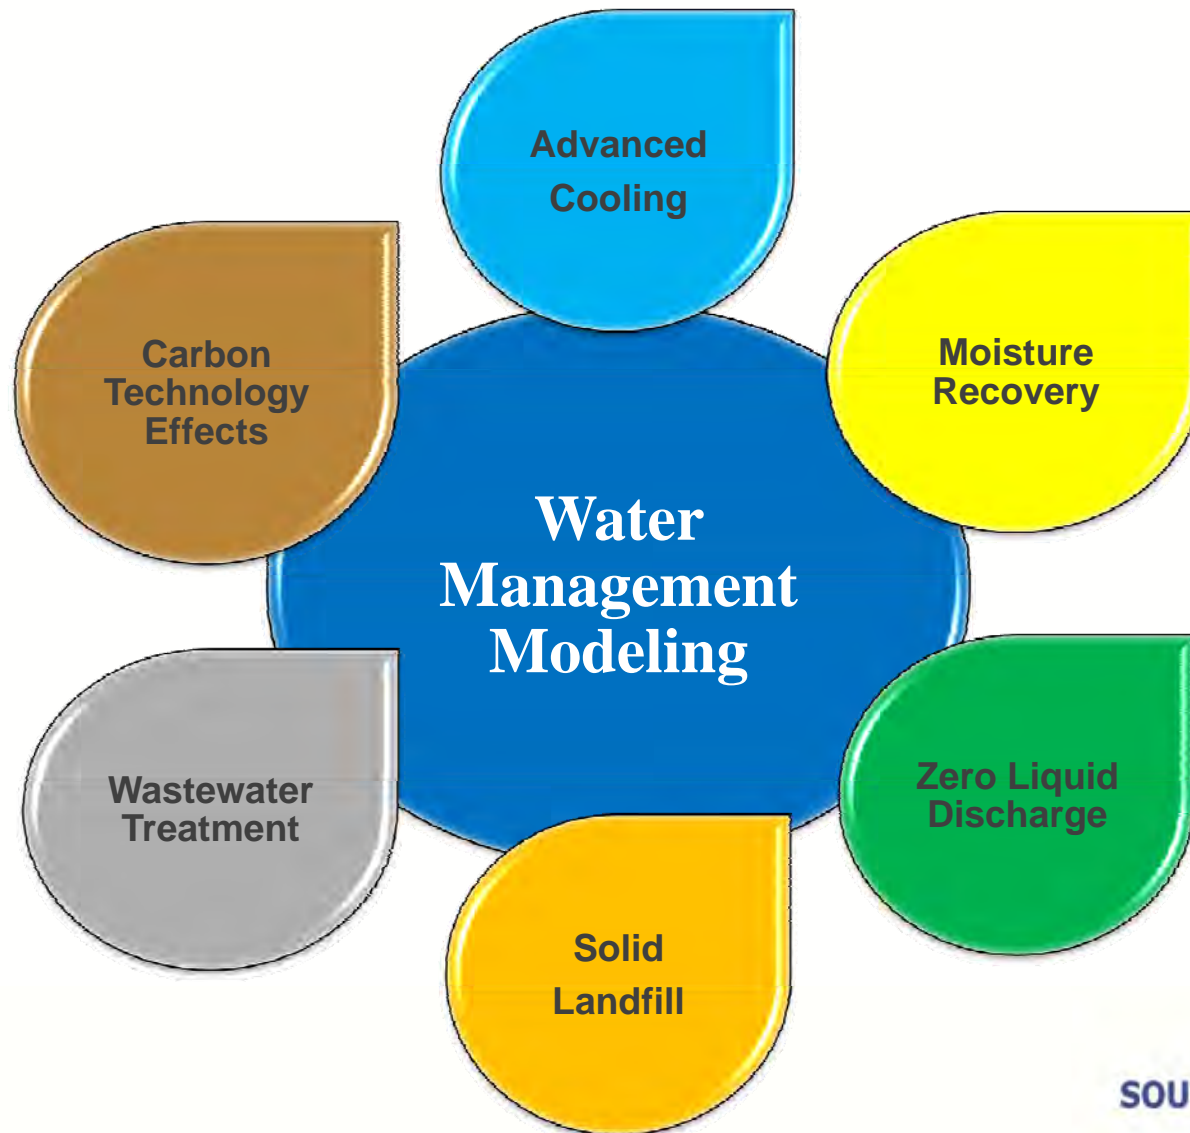 Advanced
Cooling
Carbon
Technology
Effects
Moisture
Recovery
Water
Management
Modeling
Wastewater
Treatment
Zero Liquid
Discharge
Solid
Landfill
SOU